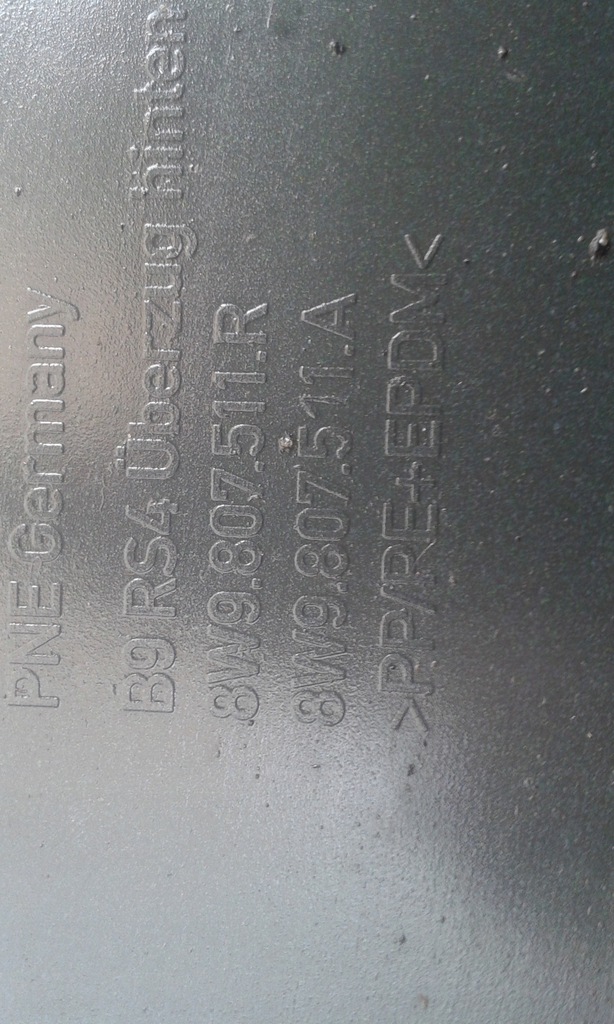 PNE Germany
B9 RS4 Überzug hinten
8W9.807.511.R
8W9.807.511.A
>PP/PE+EPDM<